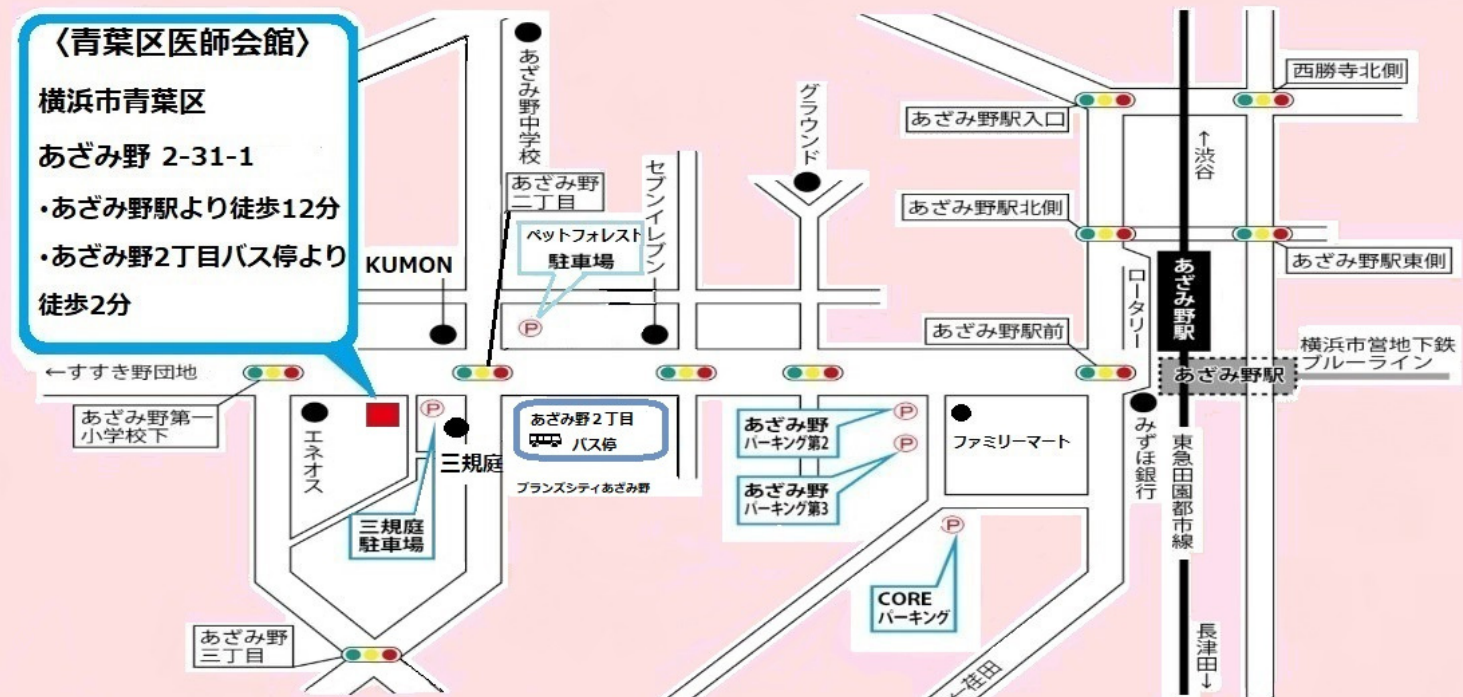 〈青葉区医師会館〉
横浜市青葉区
あざみ野 2-31-1
・あざみ野駅より徒歩12分
・あざみ野2丁目バス停より
徒歩2分
KUMON
あざみ野中学校
あざみ野
二丁目
ペットフォレスト
駐車場
P
セブンイレブン
グラウンド
あざみ野駅入口
西勝寺北側
↑渋谷
あざみ野駅北側
あざみ野駅東側
ロータリー
あざみ野駅
あざみ野駅前
横浜市営地下鉄
ブルーライン
あざみ野駅
←すすき野団地
あざみ野第一
小学校下
エネオス
P
三規庭
三規庭
駐車場
あざみ野2丁目
バス停
ブランズシティあざみ野
あざみ野
パーキング第2
P
あざみ野
パーキング第3
P
ファミリーマート
みずほ銀行
東急田園都市線
P
CORE
パーキング
あざみ野
三丁目
←荏田
長津田↓